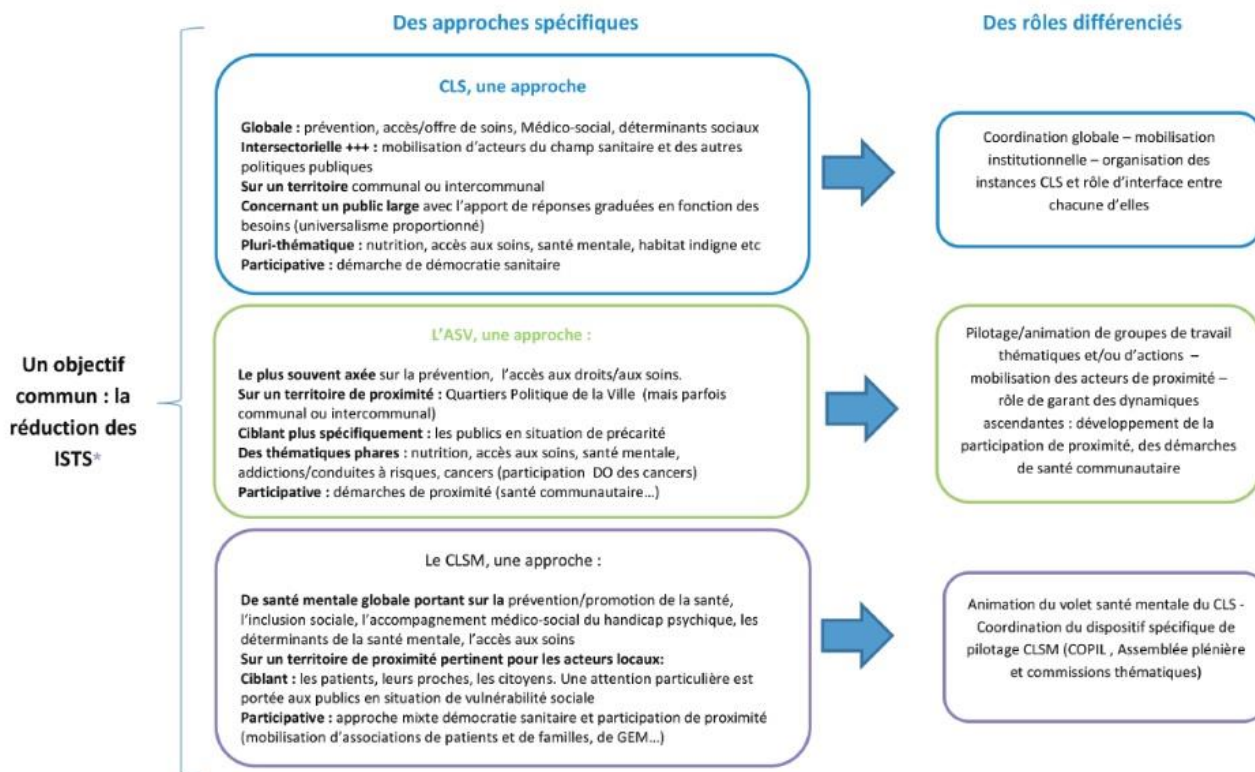 Des approches spécifiques
Des rôles différenciés
Un objectif
commun : la
réduction des
ISTS*
CLS, une approche
Globale : prévention, accès/offre de soins, Médico-social, déterminants sociaux
Intersectorielle +++ : mobilisation d'acteurs du champ sanitaire et des autres
politiques publiques
Sur un territoire communal ou intercommunal
Concernant un public large avec l'apport de réponses graduées en fonction des
besoins (universalisme proportionné)
Pluri-thématique : nutrition, accès aux soins, santé mentale, habitat indigne etc
Participative : démarche de démocratie sanitaire
Coordination globale – mobilisation
institutionnelle – organisation des
instances CLS et rôle d'interface entre
chacune d'elles
L'ASV, une approche :
Le plus souvent axée sur la prévention, l'accès aux droits/aux soins.
Sur un territoire de proximité : Quartiers Politique de la Ville (mais parfois
communal ou intercommunal)
Ciblant plus spécifiquement : les publics en situation de précarité
Des thématiques phares : nutrition, accès aux soins, santé mentale,
addictions/conduites à risques, cancers (participation DO des cancers)
Participative : démarches de proximité (santé communautaire...)
Pilotage/animation de groupes de travail
thématiques et/ou d'actions –
mobilisation des acteurs de proximité –
rôle de garant des dynamiques
ascendantes : développement de la
participation de proximité, des démarches
de santé communautaire
Le CLSM, une approche :
De santé mentale globale portant sur la prévention/promotion de la santé,
l'inclusion sociale, l'accompagnement médico-social du handicap psychique, les
déterminants de la santé mentale, l'accès aux soins
Sur un territoire de proximité pertinent pour les acteurs locaux:
Ciblant : les patients, leurs proches, les citoyens. Une attention particulière est
portée aux publics en situation de vulnérabilité sociale
Participative : approche mixte démocratie sanitaire et participation de proximité
(mobilisation d'associations de patients et de familles, de GEM...)
Animation du volet santé mentale du CLS -
Coordination du dispositif spécifique de
pilotage CLSM (COPIL , Assemblée plénière
et commissions thématiques)